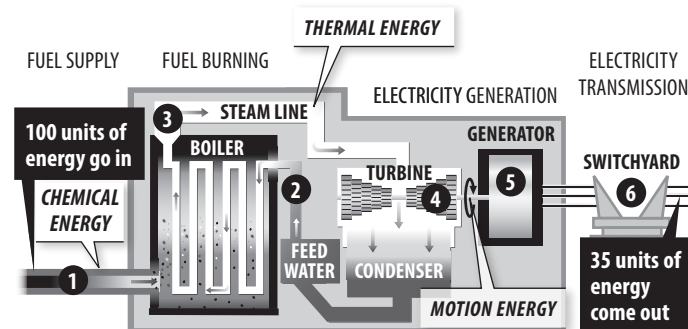 THERMAL ENERGY
FUEL SUPPLY
FUEL BURNING
ELECTRICITY
TRANSMISSION
ELECTRICITY GENERATION
3
STEAM LINE
GENERATOR
100 units of
energy go in
BOILER
TURBINE
SWITCHYARD
CHEMICAL
ENERGY
2
4
5
6
FEED
WATER
CONDENSER
1
MOTION ENERGY
35 units of
energy
come out